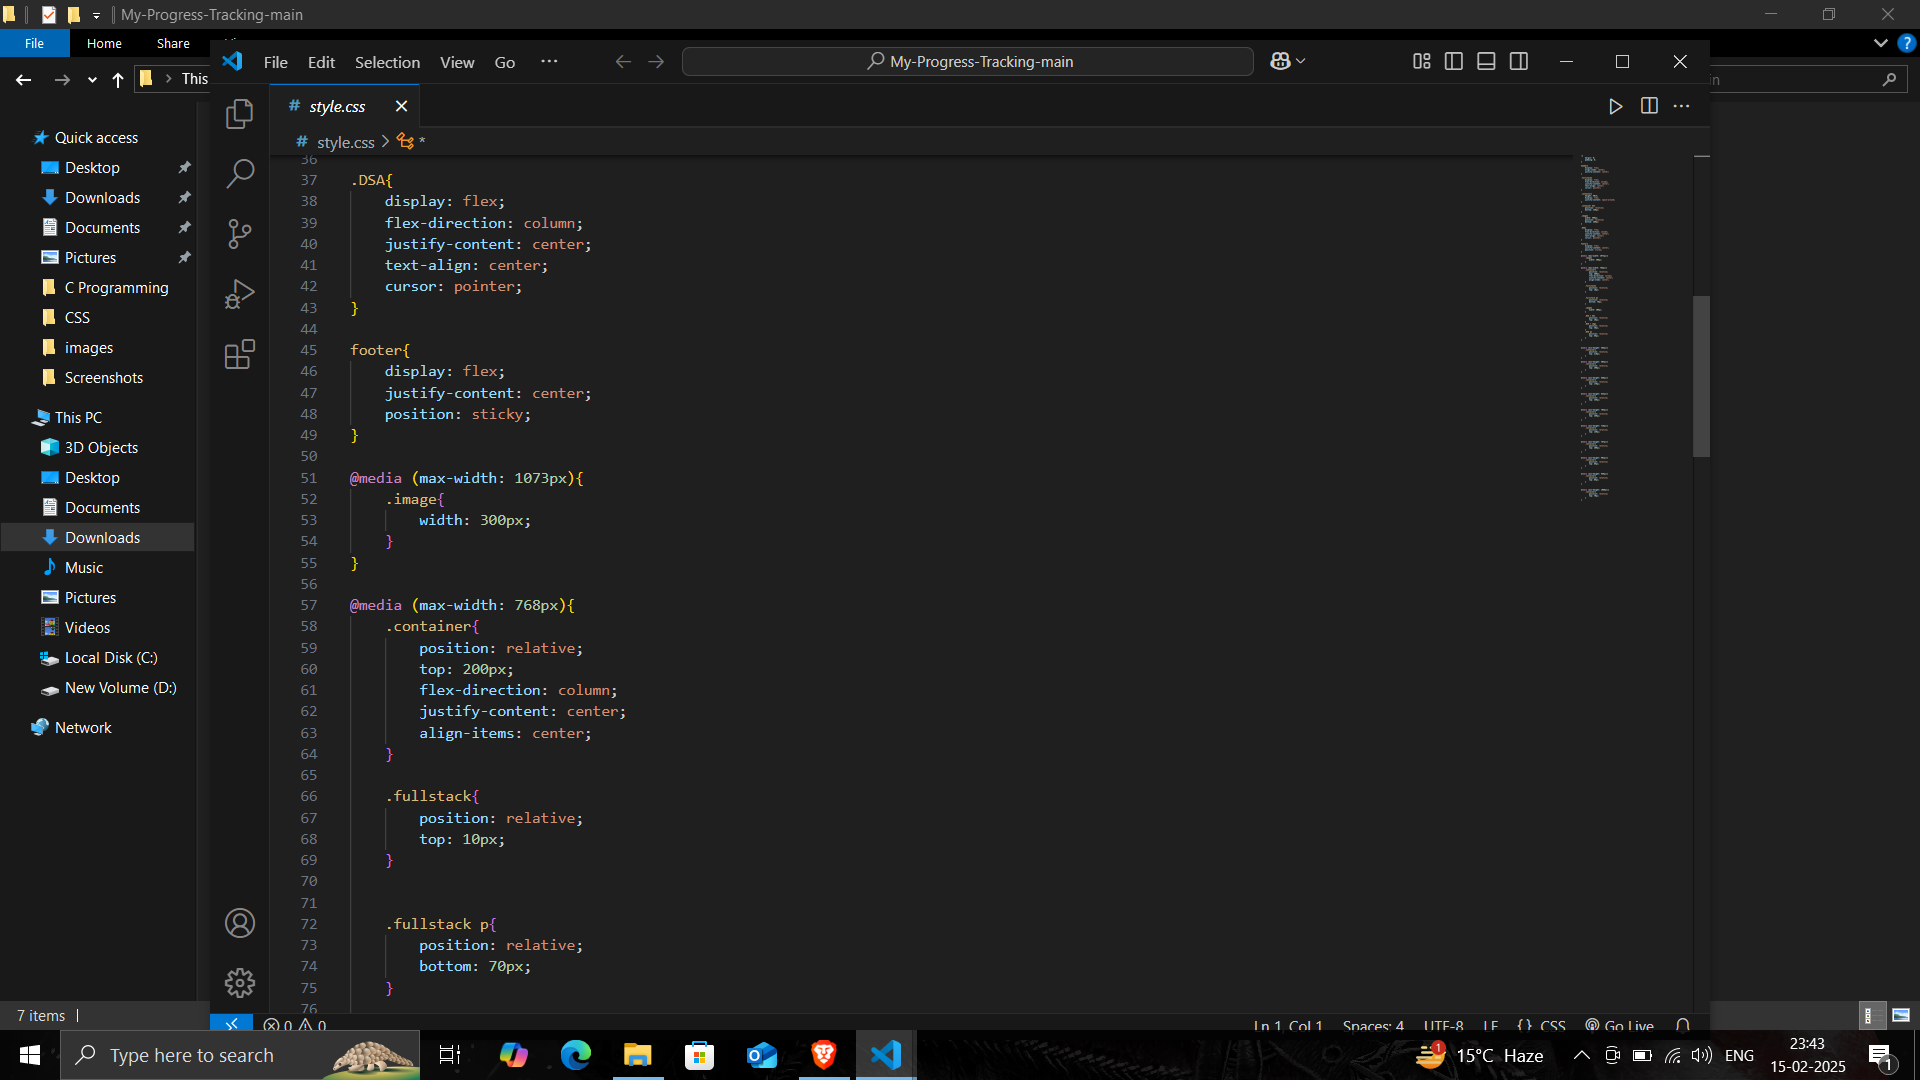 My-Progress-Tracking-main
File Home Share
This
File Edit Selection View Go ··· My-Progress-Tracking-main
# style.css
# style.css > *
Quick access
Desktop
Downloads
Documents
Pictures
C Programming
CSS
images
Screenshots
This PC
3D Objects
Desktop
Documents
Downloads
Music
Pictures
Videos
Local Disk (C:)
New Volume (D:)
Network
36
37 .DSA{
38 display: flex;
39 flex-direction: column;
40 justify-content: center;
41 text-align: center;
42 cursor: pointer;
43 }
44
45 footer{
46 display: flex;
47 justify-content: center;
48 position: sticky;
49 }
50
51 @media (max-width: 1073px){
52 .image{
53 width: 300px;
54 }
55 }
56
57 @media (max-width: 768px){
58 .container{
59 position: relative;
60 top: 200px;
61 flex-direction: column;
62 justify-content: center;
63 align-items: center;
64 }
65
66 .fullstack{
67 position: relative;
68 top: 10px;
69 }
70
71
72 .fullstack p{
73 position: relative;
74 bottom: 70px;
75 }
76
7 items
0 0 Ln 1, Col 1 Spaces: 4 UTF-8 LF {} CSS Go Live
Type here to search
1 15°C Haze ENG 23:43
15-02-2025 1